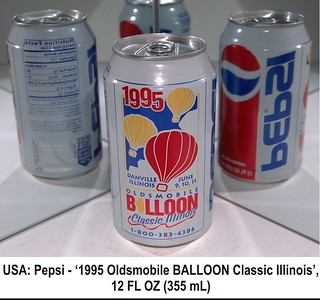 1995
DANVILLE ILLINOIS
JUNE 9, 10, 11
OLDSMOBILE
BALLOON
Classic Illinois
1-800-383-4386
Nutrition Facts
PEPSI
USA: Pepsi - ‘1995 Oldsmobile BALLOON Classic Illinois’,
12 FL OZ (355 mL)